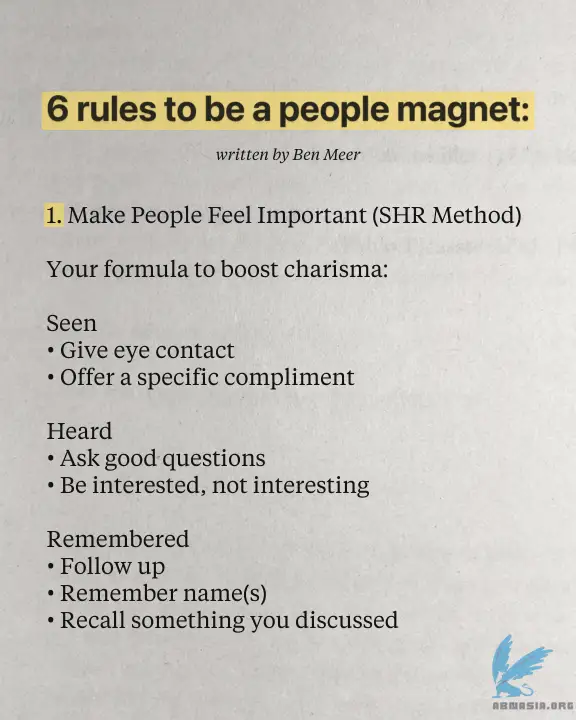 6 rules to be a people magnet:
written by Ben Meer
1. Make People Feel Important (SHR Method)
Your formula to boost charisma:
Seen
• Give eye contact
• Offer a specific compliment
Heard
• Ask good questions
• Be interested, not interesting
Remembered
• Follow up
• Remember name(s)
• Recall something you discussed
ABMASIA.ORG